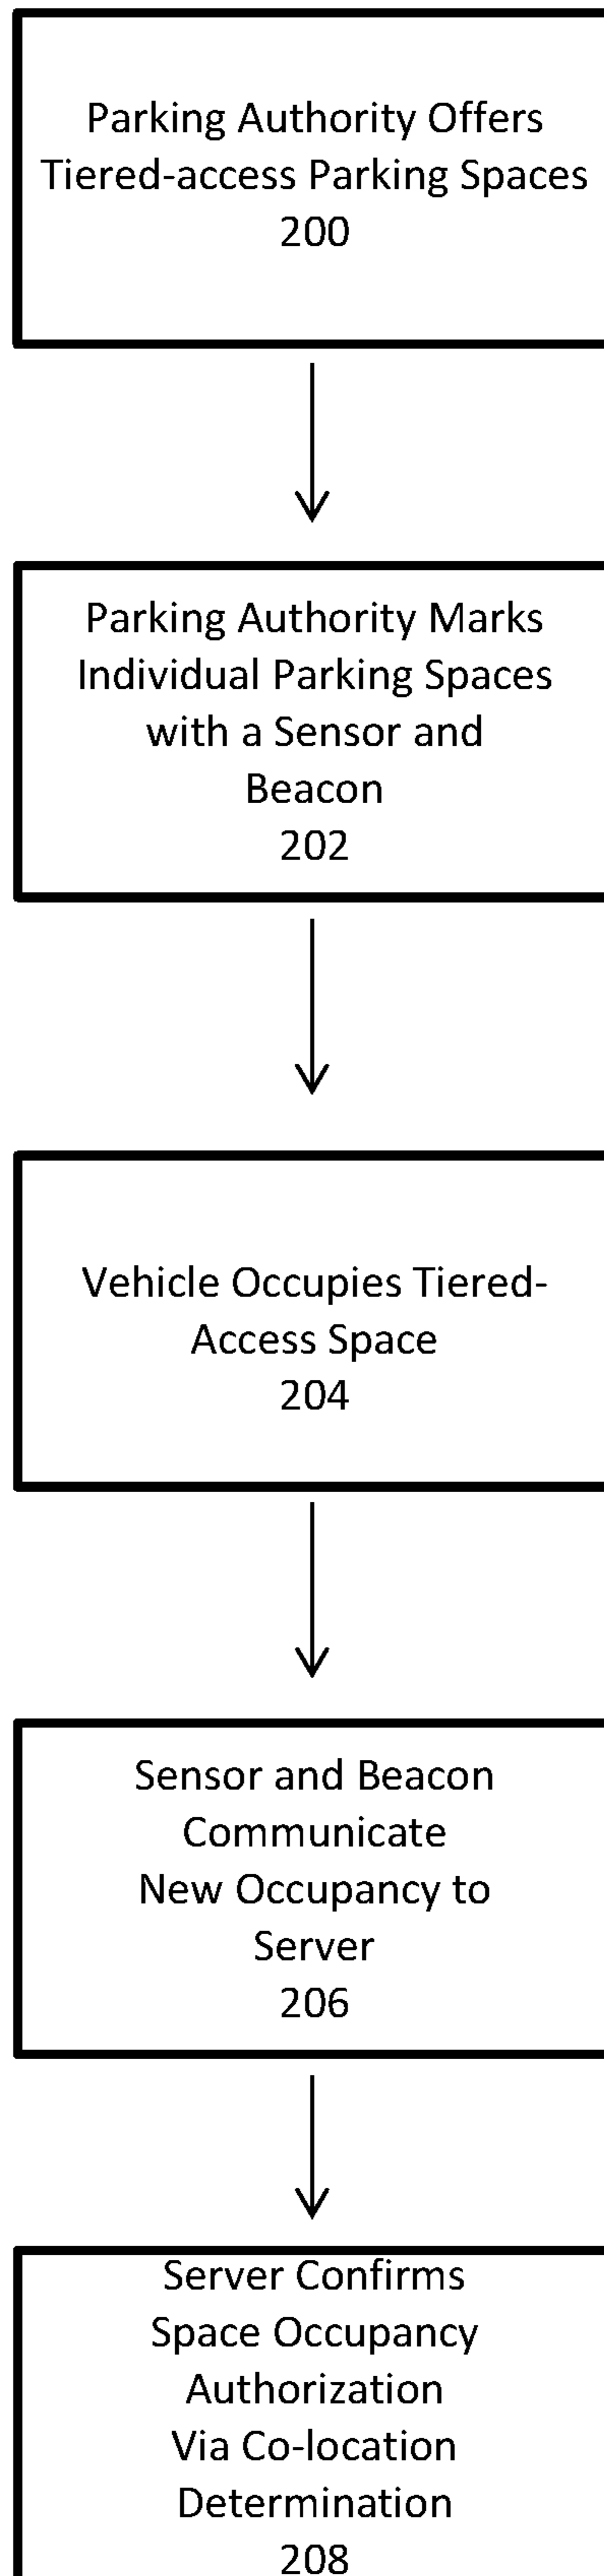 Parking Authority Offers
Tiered-access Parking Spaces
200
Parking Authority Marks
Individual Parking Spaces
with a Sensor and
Beacon
202
Vehicle Occupies Tiered-
Access Space
204
Sensor and Beacon
Communicate
New Occupancy to
Server
206
Server Confirms
Space Occupancy
Authorization
Via Co-location
Determination
208